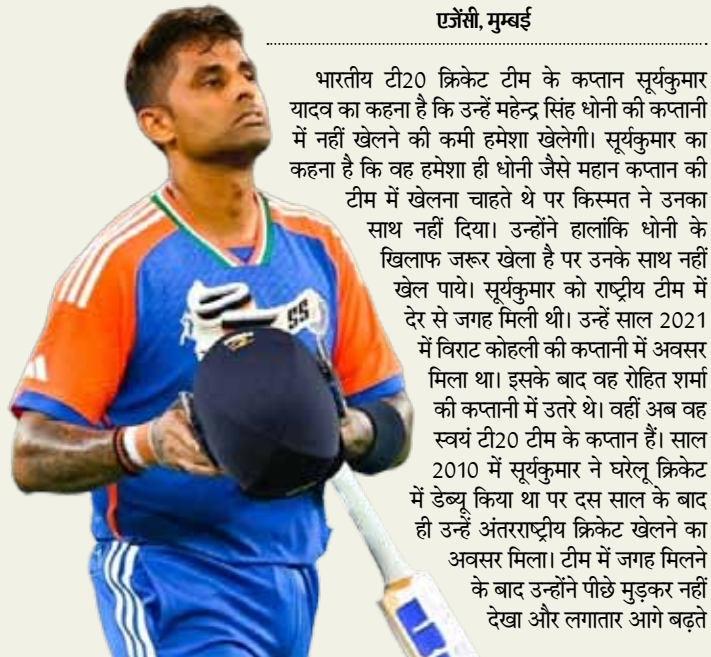 एजेंसी, मुम्बई
भारतीय टी20 क्रिकेट टीम के कप्तान सूर्यकुमार
यादव का कहना है कि उन्हें महेन्द्र सिंह धोनी की कप्तानी
में नहीं खेलने की कमी हमेशा खेलेगी। सूर्यकुमार का
कहना है कि वह हमेशा ही धोनी जैसे महान कप्तान की
टीम में खेलना चाहते थे पर किस्मत ने उनका
साथ नहीं दिया। उन्होंने हालांकि धोनी के
खिलाफ जरूर खेला है पर उनके साथ नहीं
खेल पाये। सूर्यकुमार को राष्ट्रीय टीम में
देर से जगह मिली थी। उन्हें साल 2021
में विराट कोहली की कप्तानी में अवसर
मिला था। इसके बाद वह रोहित शर्मा
की कप्तानी में उतरे थे। वहीं अब वह
स्वयं टी20 टीम के कप्तान हैं। साल
2010 में सूर्यकुमार ने घरेलू क्रिकेट
में डेब्यू किया था पर दस साल के बाद
ही उन्हें अंतरराष्ट्रीय क्रिकेट खेलने का
अवसर मिला। टीम में जगह मिलने
के बाद उन्होंने पीछे मुड़कर नहीं
देखा और लगातार आगे बढ़ते
SS